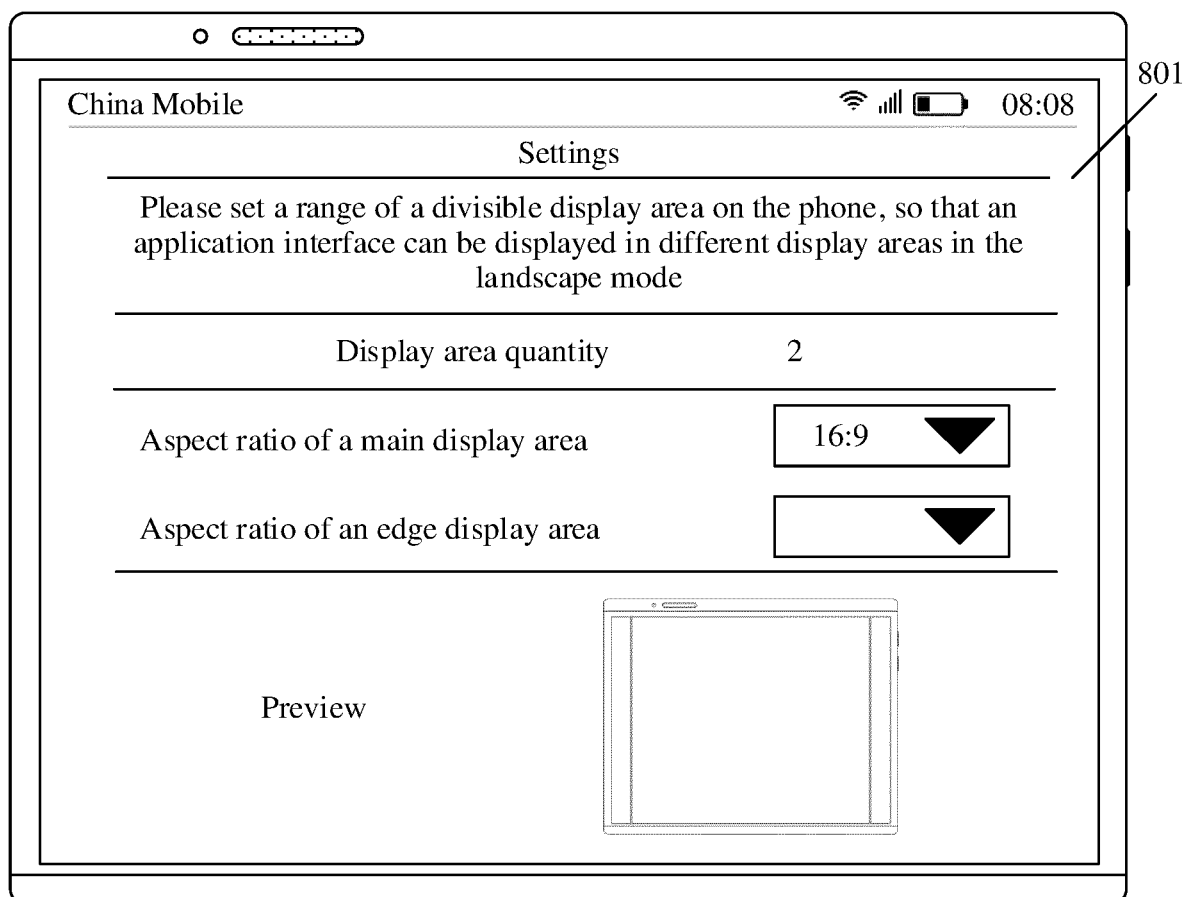 801
China Mobile 08:08
Settings
Please set a range of a divisible display area on the phone, so that an
application interface can be displayed in different display areas in the
landscape mode
Display area quantity 2
Aspect ratio of a main display area 16:9
Aspect ratio of an edge display area
Preview